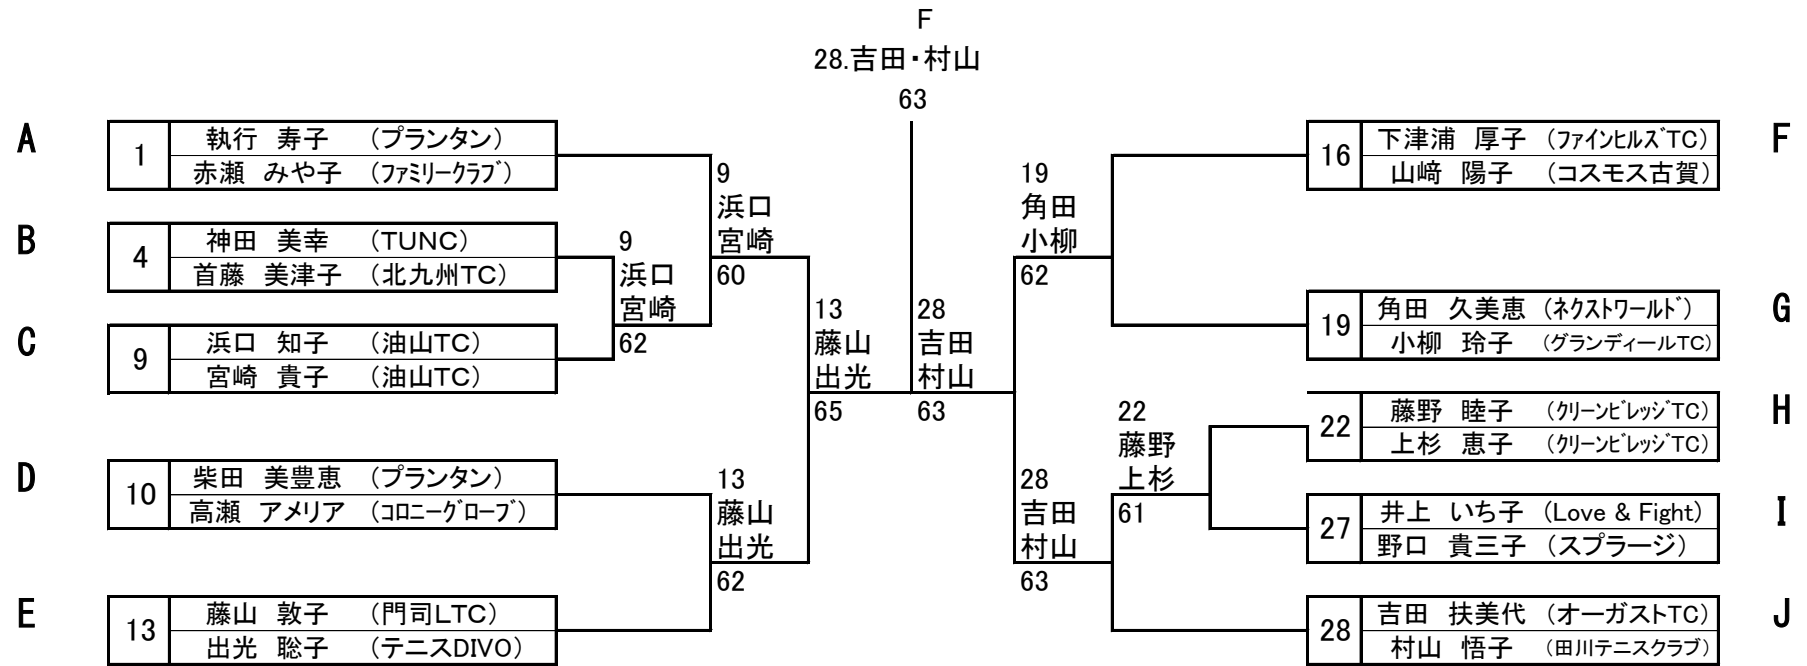 F
28.吉田・村山
63
A
1
執行 寿子 (プランタン)
赤瀬 みや子 (ファミリークラブ)
B
4
神田 美幸 (TUNC)
首藤 美津子 (北九州TC)
C
9
浜口 知子 (油山TC)
宮崎 貴子 (油山TC)
D
10
柴田 美豊恵 (プランタン)
高瀬 アメリア (コロニーグローブ)
E
13
藤山 敦子 (門司LTC)
出光 聡子 (テニスDIVO)
9
浜口
宮崎
62
9
浜口
宮崎
60
13
藤山
出光
62
13
藤山
出光
65
28
吉田
村山
63
19
角田
小柳
62
28
吉田
村山
63
22
藤野
上杉
61
16
下津浦 厚子 (ファインヒルズTC)
山﨑 陽子 (コスモス古賀)
F
19
角田 久美恵 (ネクストワールド)
小柳 玲子 (グランディールTC)
G
22
藤野 睦子 (クリーンビレッジTC)
上杉 恵子 (クリーンビレッジTC)
H
27
井上 いち子 (Love & Fight)
野口 貴三子 (スプラージ)
I
28
吉田 扶美代 (オーガストTC)
村山 悟子 (田川テニスクラブ)
J